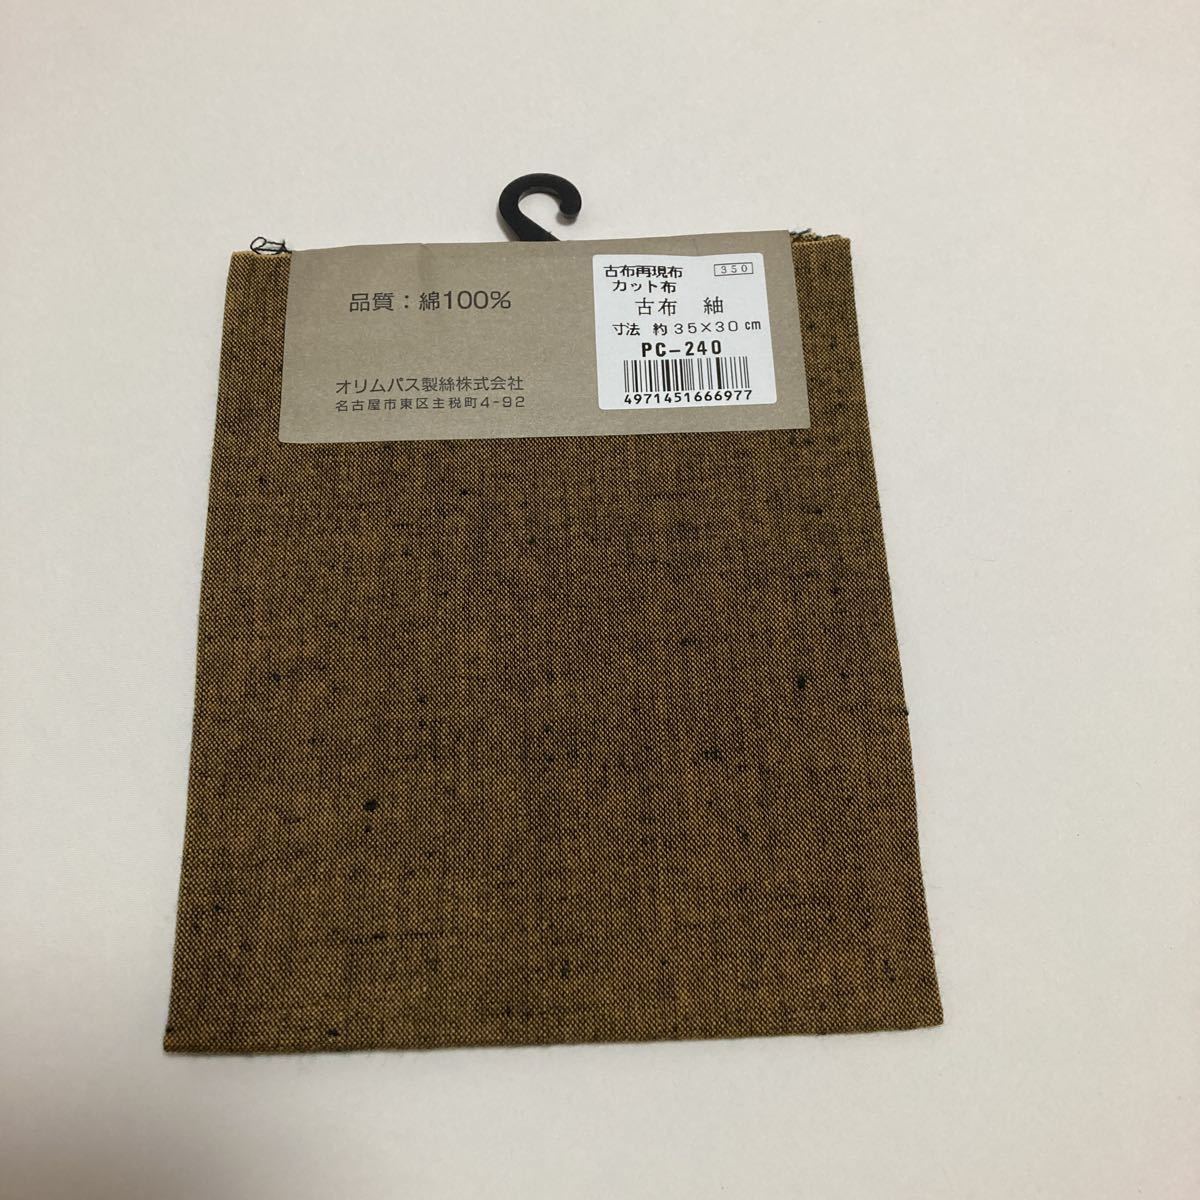 品質：綿100%
オリムパス製絲株式会社
名古屋市東区主税町4-92
古布再現布 350
カット布
古布 紬
寸法 約35×30cm
PC-240
4971451666977